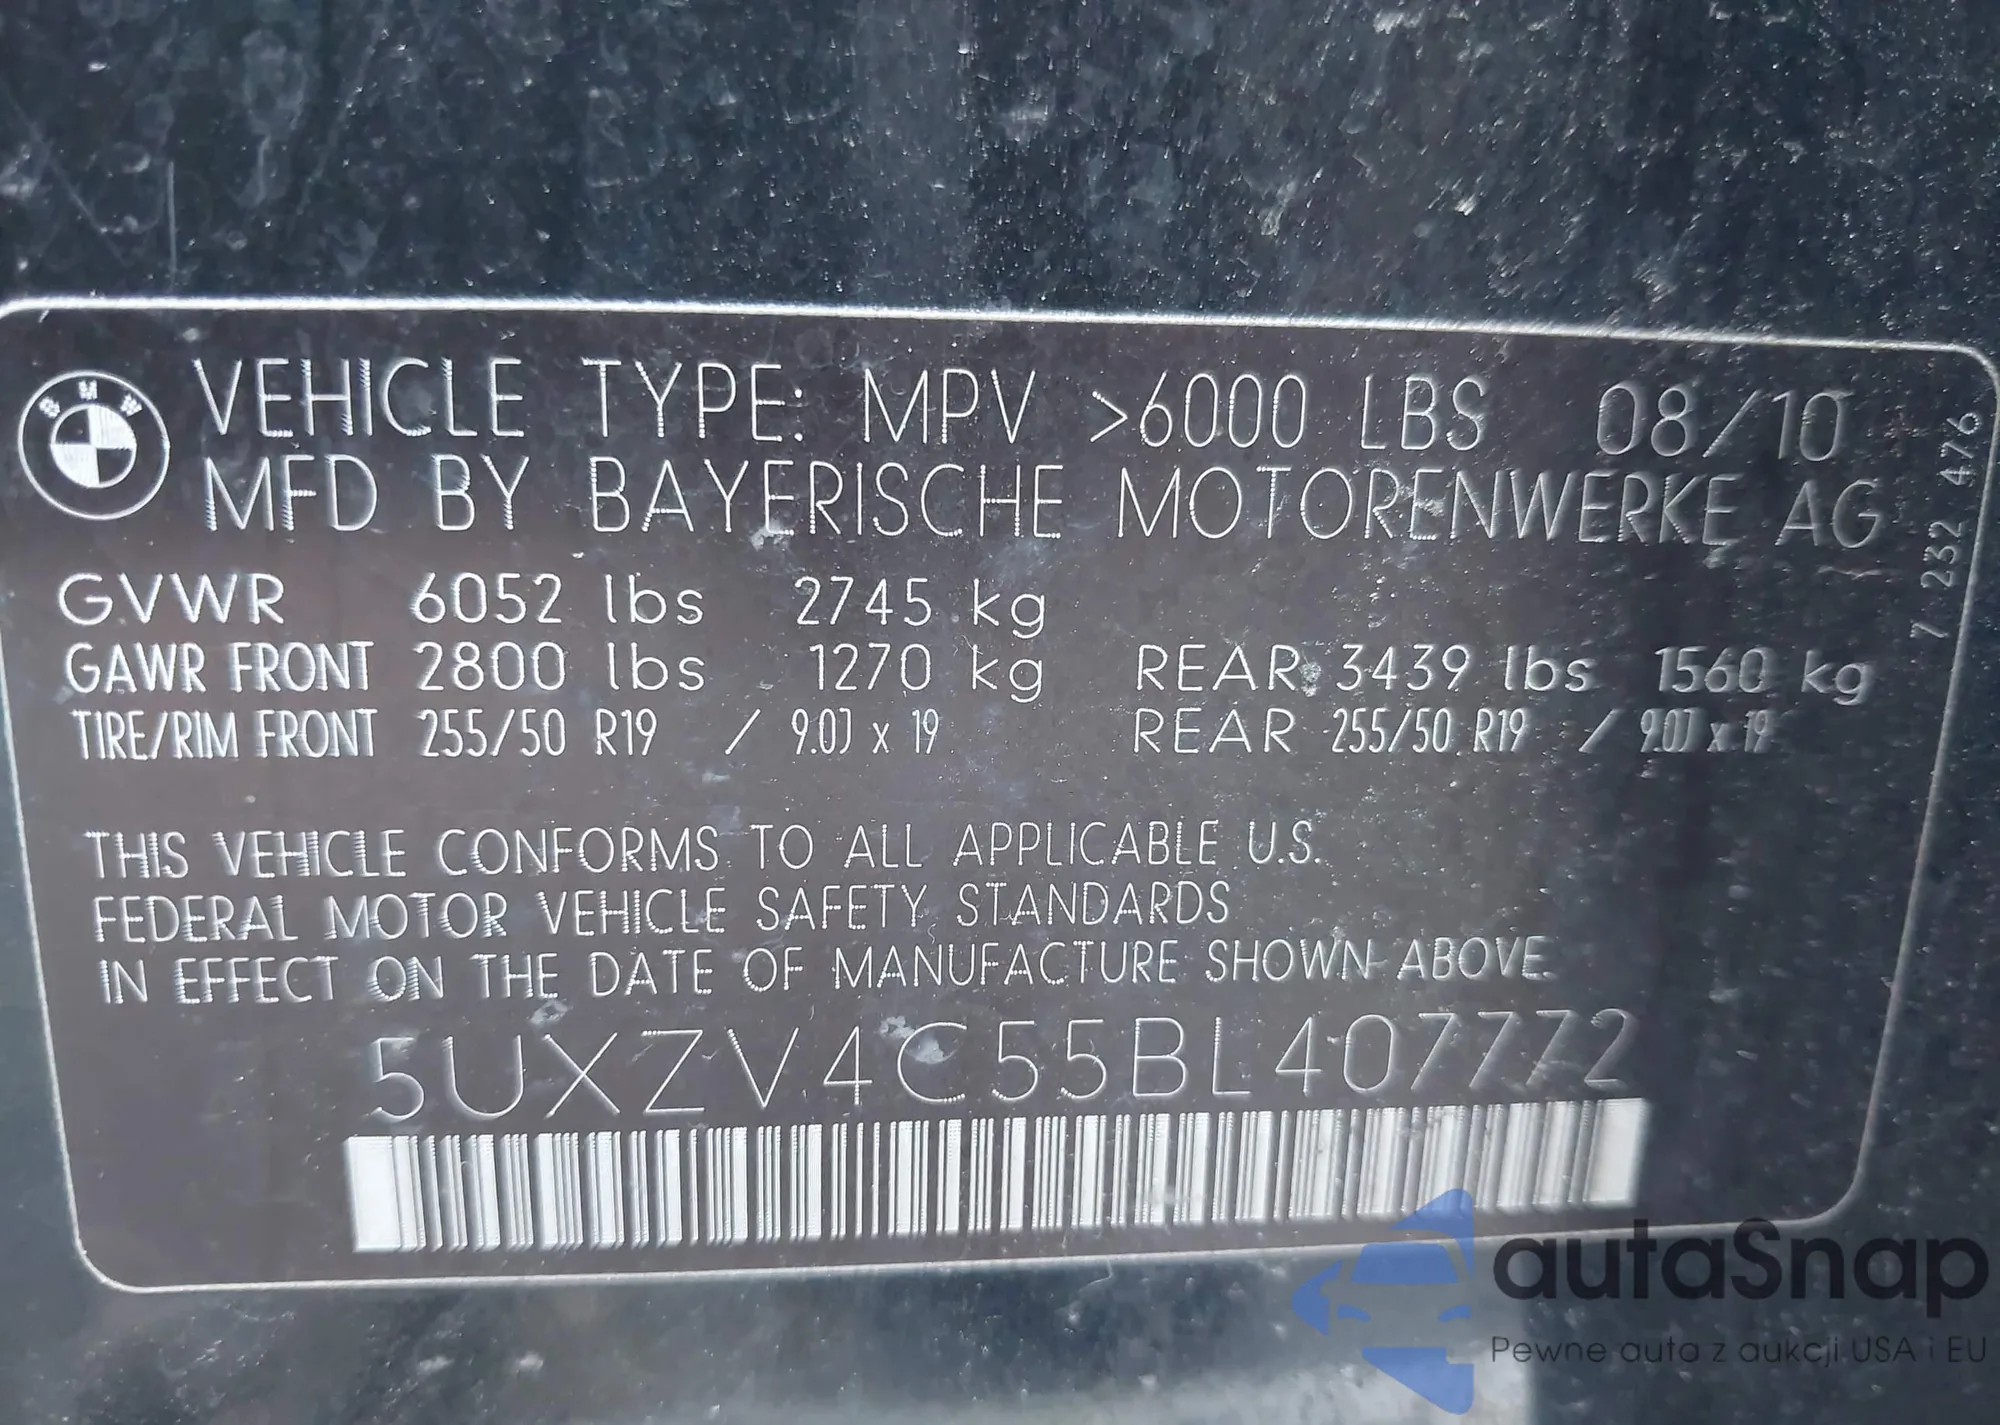 BMW
VEHICLE TYPE: MPV >6000 LBS 08/10
MFD BY BAYERISCHE MOTORENWERKE AG
GVWR 6052 lbs 2745 kg
GAWR FRONT 2800 lbs 1270 kg REAR 3439 lbs 1560 kg
TIRE/RIM FRONT 255/50 R19 / 9.0J x 19 REAR 255/50 R19 / 9.0J x 19
THIS VEHICLE CONFORMS TO ALL APPLICABLE U.S.
FEDERAL MOTOR VEHICLE SAFETY STANDARDS
IN EFFECT ON THE DATE OF MANUFACTURE SHOWN ABOVE.
5UXZV4C55BL407772
7 232 476
autaSnap
Pewne auta z aukcji USA i EU